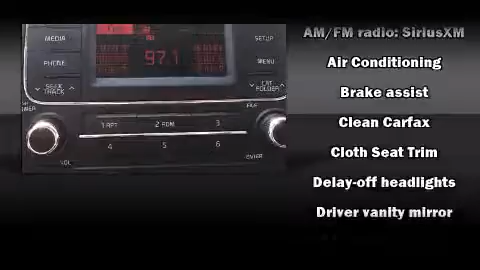 MEDIA
SETUP
97.1
PHONE
MENU
SEEK
TRACK
CAT
FOLDER
1 RPT
2 RDM
3
4
5
6
VOL
AM/FM radio: SiriusXM
Air Conditioning
Brake assist
Clean Carfax
Cloth Seat Trim
Delay-off headlights
Driver vanity mirror